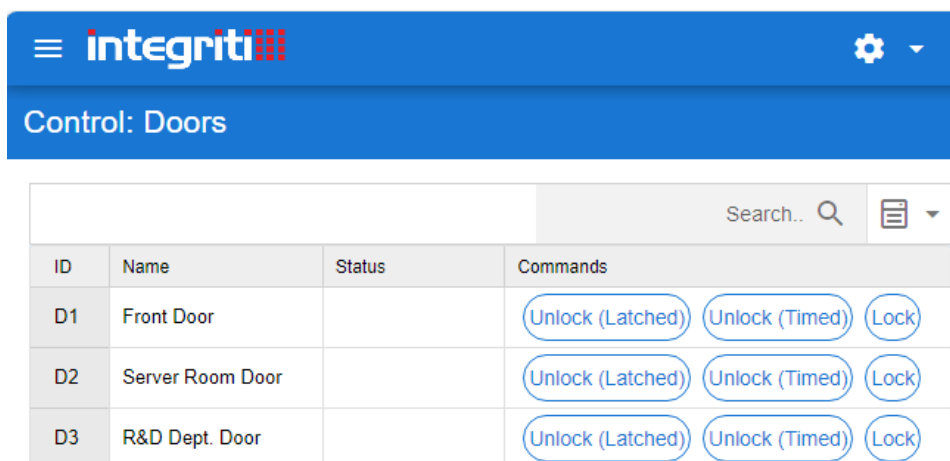 integriti
Control: Doors
Search..
ID Name Status Commands
D1 Front Door Unlock (Latched) Unlock (Timed) Lock
D2 Server Room Door Unlock (Latched) Unlock (Timed) Lock
D3 R&D Dept. Door Unlock (Latched) Unlock (Timed) Lock